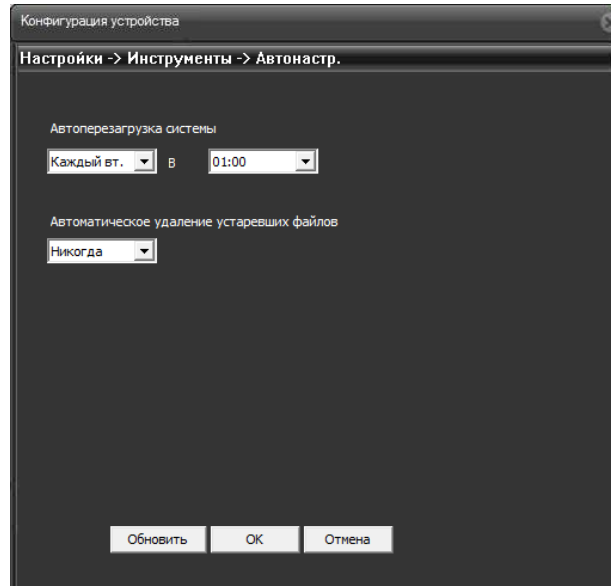 Конфигурация устройства
Настройки -> Инструменты -> Автонастр.
Автоперезагрузка системы
Каждый вт. В 01:00
Автоматическое удаление устаревших файлов
Никогда
Обновить OK Отмена